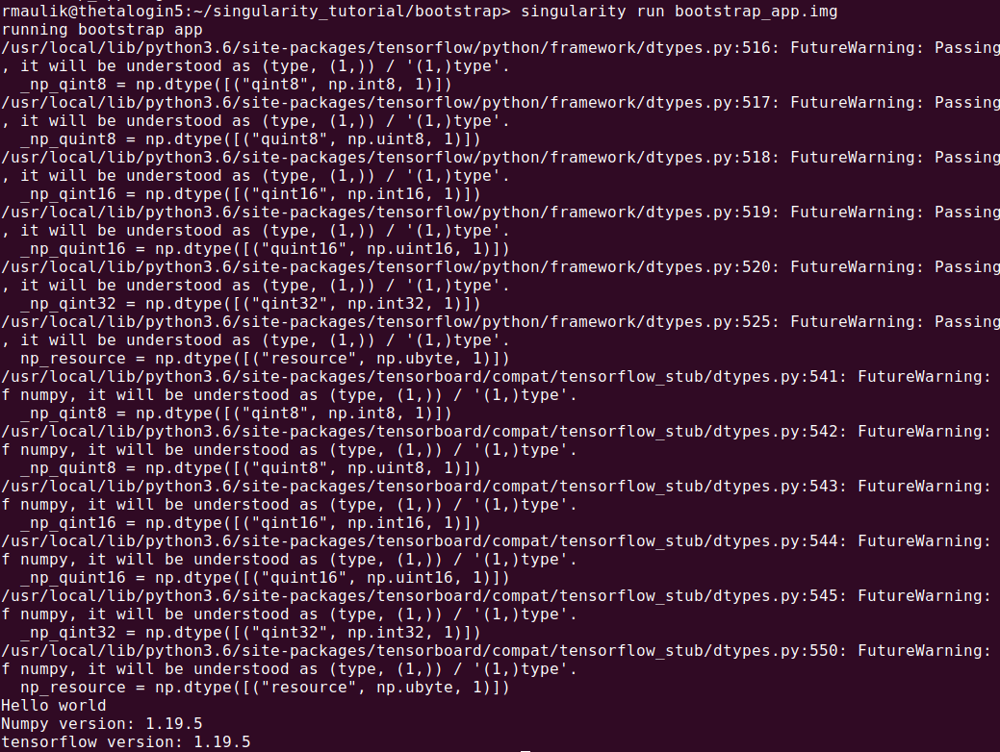 rmaulik@thetalogin5:~/singularity_tutorial/bootstrap> singularity run bootstrap_app.img
running bootstrap app
/usr/local/lib/python3.6/site-packages/tensorflow/python/framework/dtypes.py:516: FutureWarning: Passing
, it will be understood as (type, (1,)) / '(1,)type'.
  _np_qint8 = np.dtype([("qint8", np.int8, 1)])
/usr/local/lib/python3.6/site-packages/tensorflow/python/framework/dtypes.py:517: FutureWarning: Passing
, it will be understood as (type, (1,)) / '(1,)type'.
  _np_quint8 = np.dtype([("quint8", np.uint8, 1)])
/usr/local/lib/python3.6/site-packages/tensorflow/python/framework/dtypes.py:518: FutureWarning: Passing
, it will be understood as (type, (1,)) / '(1,)type'.
  _np_qint16 = np.dtype([("qint16", np.int16, 1)])
/usr/local/lib/python3.6/site-packages/tensorflow/python/framework/dtypes.py:519: FutureWarning: Passing
, it will be understood as (type, (1,)) / '(1,)type'.
  _np_quint16 = np.dtype([("quint16", np.uint16, 1)])
/usr/local/lib/python3.6/site-packages/tensorflow/python/framework/dtypes.py:520: FutureWarning: Passing
, it will be understood as (type, (1,)) / '(1,)type'.
  _np_qint32 = np.dtype([("qint32", np.int32, 1)])
/usr/local/lib/python3.6/site-packages/tensorflow/python/framework/dtypes.py:525: FutureWarning: Passing
, it will be understood as (type, (1,)) / '(1,)type'.
  np_resource = np.dtype([("resource", np.ubyte, 1)])
/usr/local/lib/python3.6/site-packages/tensorboard/compat/tensorflow_stub/dtypes.py:541: FutureWarning:
f numpy, it will be understood as (type, (1,)) / '(1,)type'.
  _np_qint8 = np.dtype([("qint8", np.int8, 1)])
/usr/local/lib/python3.6/site-packages/tensorboard/compat/tensorflow_stub/dtypes.py:542: FutureWarning:
f numpy, it will be understood as (type, (1,)) / '(1,)type'.
  _np_quint8 = np.dtype([("quint8", np.uint8, 1)])
/usr/local/lib/python3.6/site-packages/tensorboard/compat/tensorflow_stub/dtypes.py:543: FutureWarning:
f numpy, it will be understood as (type, (1,)) / '(1,)type'.
  _np_qint16 = np.dtype([("qint16", np.int16, 1)])
/usr/local/lib/python3.6/site-packages/tensorboard/compat/tensorflow_stub/dtypes.py:544: FutureWarning:
f numpy, it will be understood as (type, (1,)) / '(1,)type'.
  _np_quint16 = np.dtype([("quint16", np.uint16, 1)])
/usr/local/lib/python3.6/site-packages/tensorboard/compat/tensorflow_stub/dtypes.py:545: FutureWarning:
f numpy, it will be understood as (type, (1,)) / '(1,)type'.
  _np_qint32 = np.dtype([("qint32", np.int32, 1)])
/usr/local/lib/python3.6/site-packages/tensorboard/compat/tensorflow_stub/dtypes.py:550: FutureWarning:
f numpy, it will be understood as (type, (1,)) / '(1,)type'.
  np_resource = np.dtype([("resource", np.ubyte, 1)])
Hello world
Numpy version: 1.19.5
tensorflow version: 1.19.5